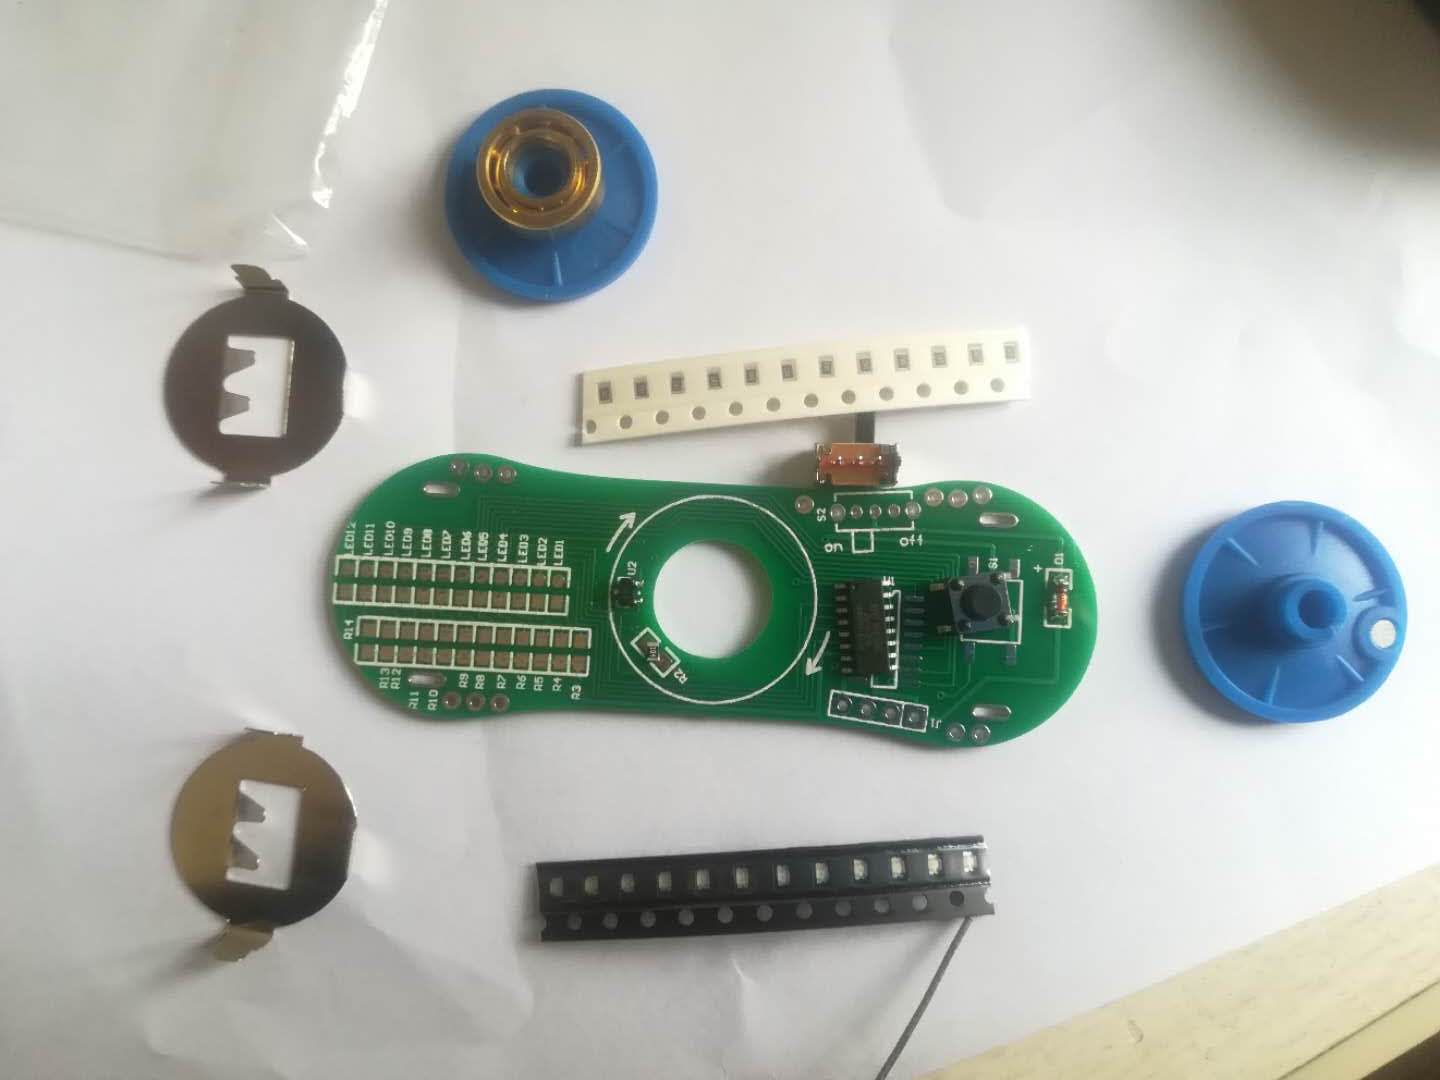 LED12
LED11
LED10
LED9
LED8
LED7
LED6
LED5
LED4
LED3
LED2
LED1
R14
R13
R12
R11
R10
R9
R8
R7
R6
R5
R4
R3
U2
R2
S2
on
off
S1
+
D1
J1